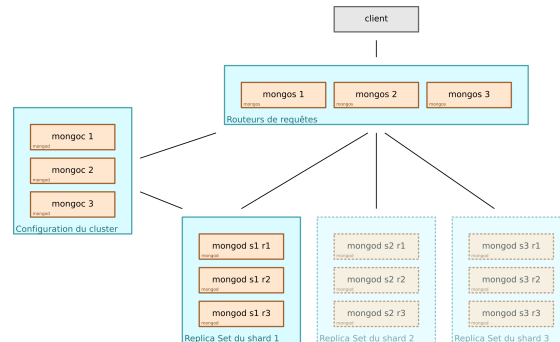 client
mongos 1
mongos
mongos 2
mongos
mongos 3
mongos
Routeurs de requêtes
mongoc 1
mongod
mongoc 2
mongod
mongoc 3
mongod
Configuration du cluster
mongod s1 r1
mongod
mongod s1 r2
mongod
mongod s1 r3
mongod
Replica Set du shard 1
mongod s2 r1
mongod
mongod s2 r2
mongod
mongod s2 r3
mongod
Replica Set du shard 2
mongod s3 r1
mongod
mongod s3 r2
mongod
mongod s3 r3
mongod
Replica Set du shard 3